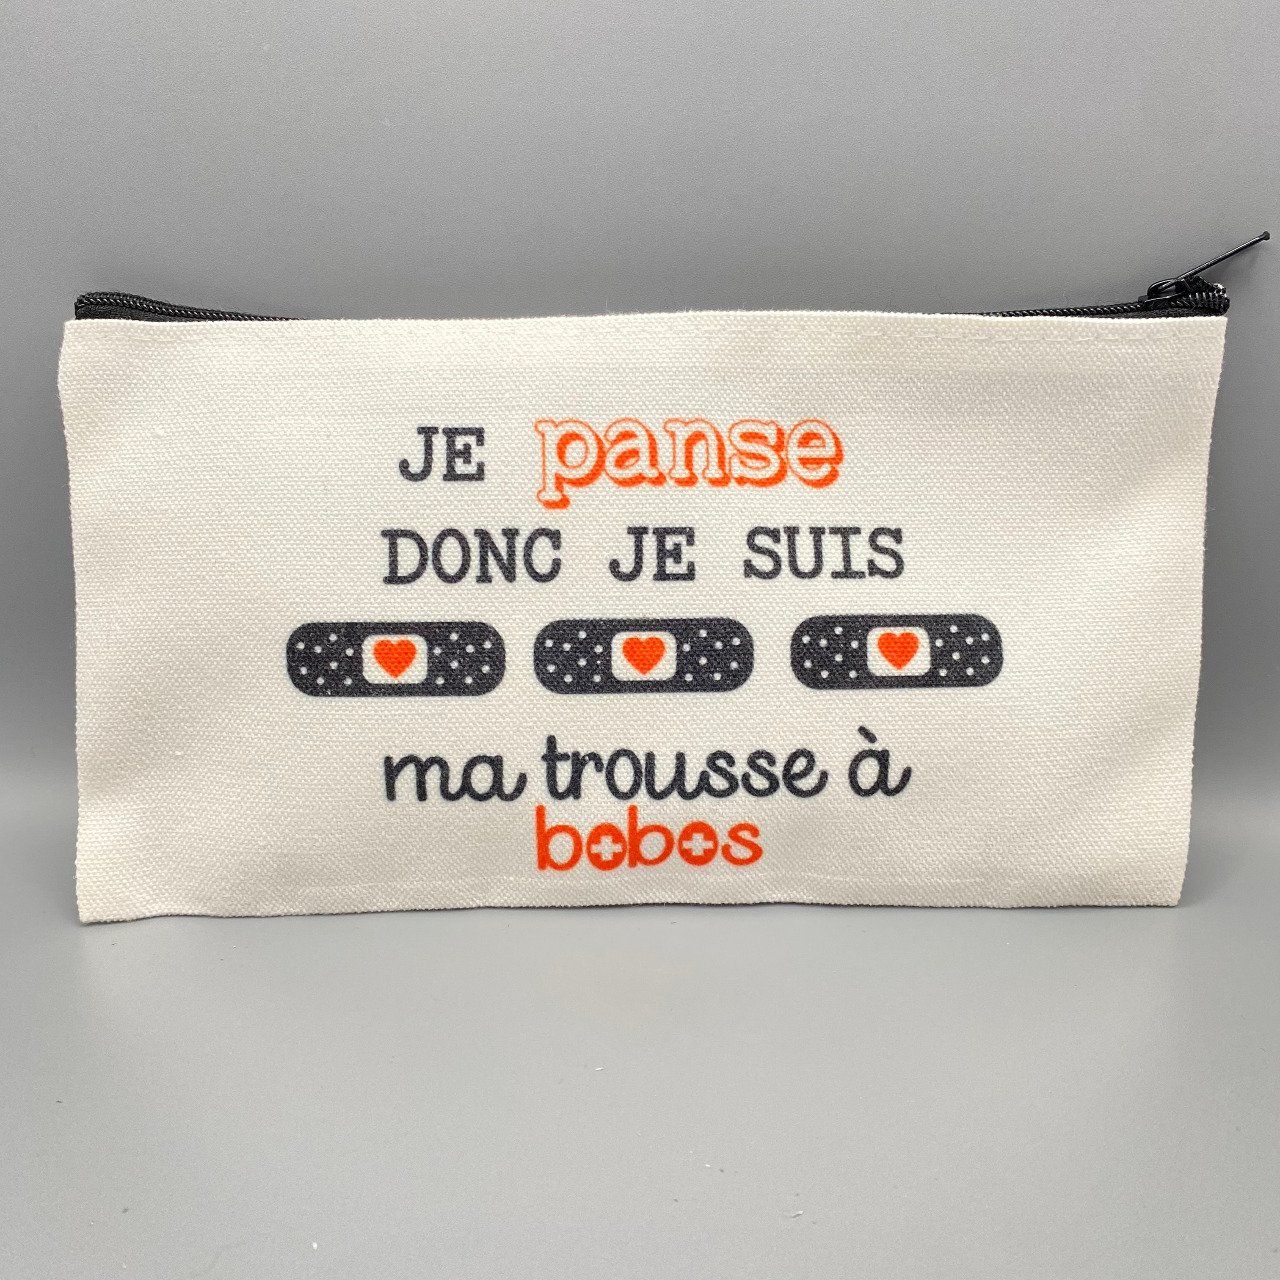 JE panse
DONC JE SUIS
ma trousse à
bobos